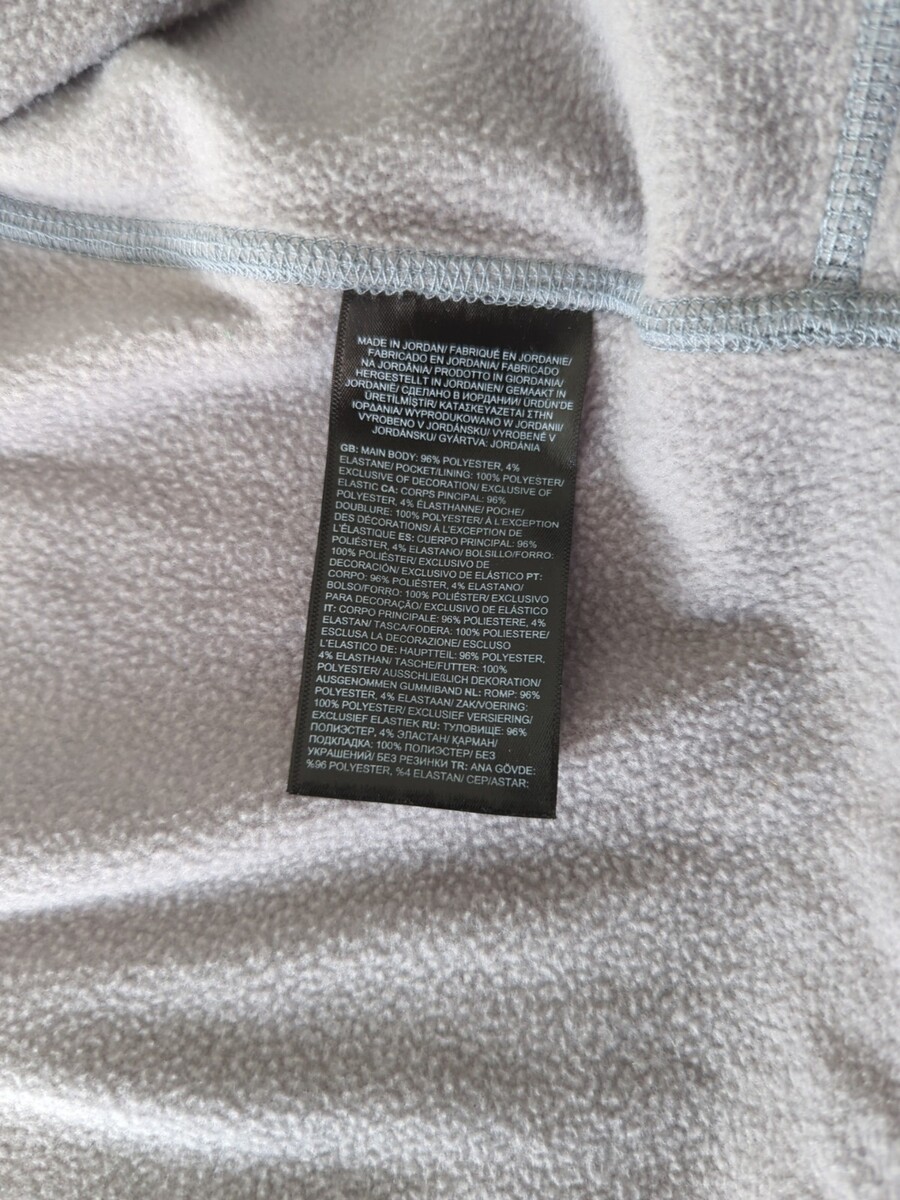 MADE IN JORDAN/ FABRIQUÉ EN JORDANIE/
FABRICADO EN JORDANIA/ FABRICADO
NA JORDÂNIA/ PRODOTTO IN GIORDANIA/
HERGESTELLT IN JORDANIEN/ GEMAAKT IN
JORDANIË/ СДЕЛАНО В ИОРДАНИИ/ ÜRDÜN'DE
ÜRETİLMİŞTİR/ ΚΑΤΑΣΚΕΥΑΖΕΤΑΙ ΣΤΗΝ
ΙΟΡΔΑΝΙΑ/ WYPRODUKOWANO W JORDANII/
VYROBENO V JORDÁNSKU/ VYROBENÉ V
JORDÁNSKU/ GYÁRTVA: JORDÁNIA
GB: MAIN BODY: 96% POLYESTER, 4%
ELASTANE/ POCKET/LINING: 100% POLYESTER/
EXCLUSIVE OF DECORATION/ EXCLUSIVE OF
ELASTIC CA: CORPS PINCIPAL: 96%
POLYESTER, 4% ÉLASTHANNE/ POCHE/
DOUBLURE: 100% POLYESTER/ À L'EXCEPTION
DES DÉCORATIONS/ À L'EXCEPTION DE
L'ÉLASTIQUE ES: CUERPO PRINCIPAL: 96%
POLIÉSTER, 4% ELASTANO/ BOLSILLO/FORRO:
100% POLIÉSTER/ EXCLUSIVO DE
DECORACIÓN/ EXCLUSIVO DE ELÁSTICO PT:
CORPO: 96% POLIÉSTER, 4% ELASTANO/
BOLSO/FORRO: 100% POLIÉSTER/ EXCLUSIVO
PARA DECORAÇÃO/ EXCLUSIVO DE ELÁSTICO
IT: CORPO PRINCIPALE: 96% POLIESTERE, 4%
ELASTAN/ TASCA/FODERA: 100% POLIESTERE/
ESCLUSA LA DECORAZIONE/ ESCLUSO
L'ELASTICO DE: HAUPTTEIL: 96% POLYESTER,
4% ELASTHAN/ TASCHE/FUTTER: 100%
POLYESTER/ AUSSCHLIEßLICH DEKORATION/
AUSGENOMMEN GUMMIBAND NL: ROMP: 96%
POLYESTER, 4% ELASTAAN/ ZAK/VOERING:
100% POLYESTER/ EXCLUSIEF VERSIERING/
EXCLUSIEF ELASTIEK RU: ТУЛОВИЩЕ: 96%
ПОЛИЭСТЕР, 4% ЭЛАСТАН/ КАРМАН/
ПОДКЛАДКА: 100% ПОЛИЭСТЕР/ БЕЗ
УКРАШЕНИЙ/ БЕЗ РЕЗИНКИ TR: ANA GÖVDE:
%96 POLYESTER, %4 ELASTAN/ CEP/ASTAR: